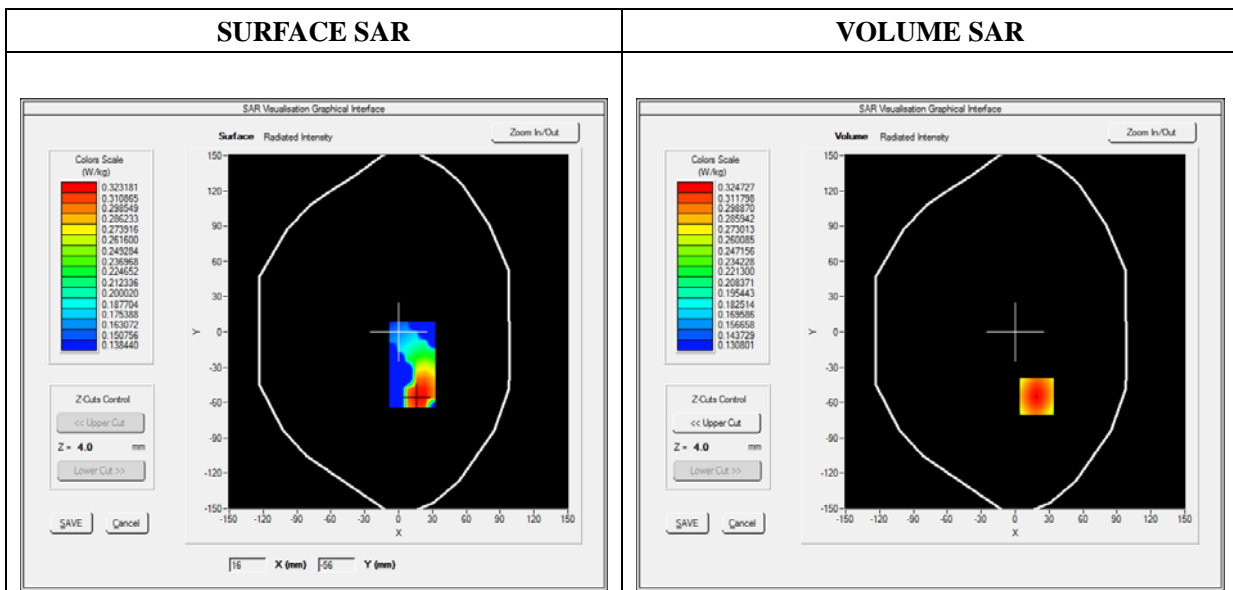 SURFACE SAR
VOLUME SAR
SAR Visualisation Graphical Interface
Surface Radiated Intensity
Zoom In/Out
Colors Scale
(W/kg)
0.323181
0.310865
0.298549
0.286233
0.273916
0.261600
0.249284
0.236968
0.224652
0.212336
0.200020
0.187704
0.175388
0.163072
0.150756
0.138440
150
120
90
60
30
0
-30
-60
-90
-120
-150
Y
-150 -120 -90 -60 -30 0 30 60 90 120 150
X
Z-Cuts Control
<< Upper Cut
Z = 4.0 mm
Lower Cut >>
SAVE Cancel
16 X (mm) -56 Y (mm)
SAR Visualisation Graphical Interface
Volume Radiated Intensity
Zoom In/Out
Colors Scale
(W/kg)
0.324727
0.311798
0.298870
0.285942
0.273013
0.260085
0.247156
0.234228
0.221300
0.208371
0.195443
0.182514
0.169586
0.156658
0.143729
0.130801
150
120
90
60
30
0
-30
-60
-90
-120
-150
Y
-150 -120 -90 -60 -30 0 30 60 90 120 150
X
Z-Cuts Control
<< Upper Cut
Z = 4.0 mm
Lower Cut >>
SAVE Cancel